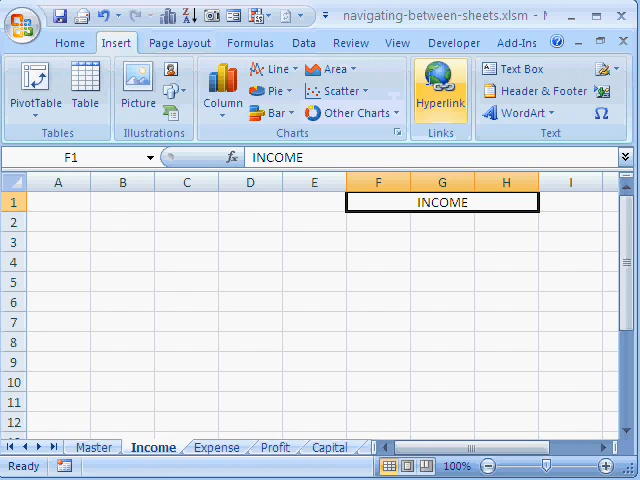 navigating-between-sheets.xlsm -
Home Insert Page Layout Formulas Data Review View Developer Add-Ins
PivotTable Table Picture Column Line Area Pie Scatter Bar Other Charts Hyperlink Text Box Header & Footer WordArt
Tables Illustrations Charts Links Text
F1 fx INCOME
A B C D E F G H I
1 INCOME
2
3
4
5
6
7
8
9
10
11
12
Master Income Expense Profit Capital
Ready 100%